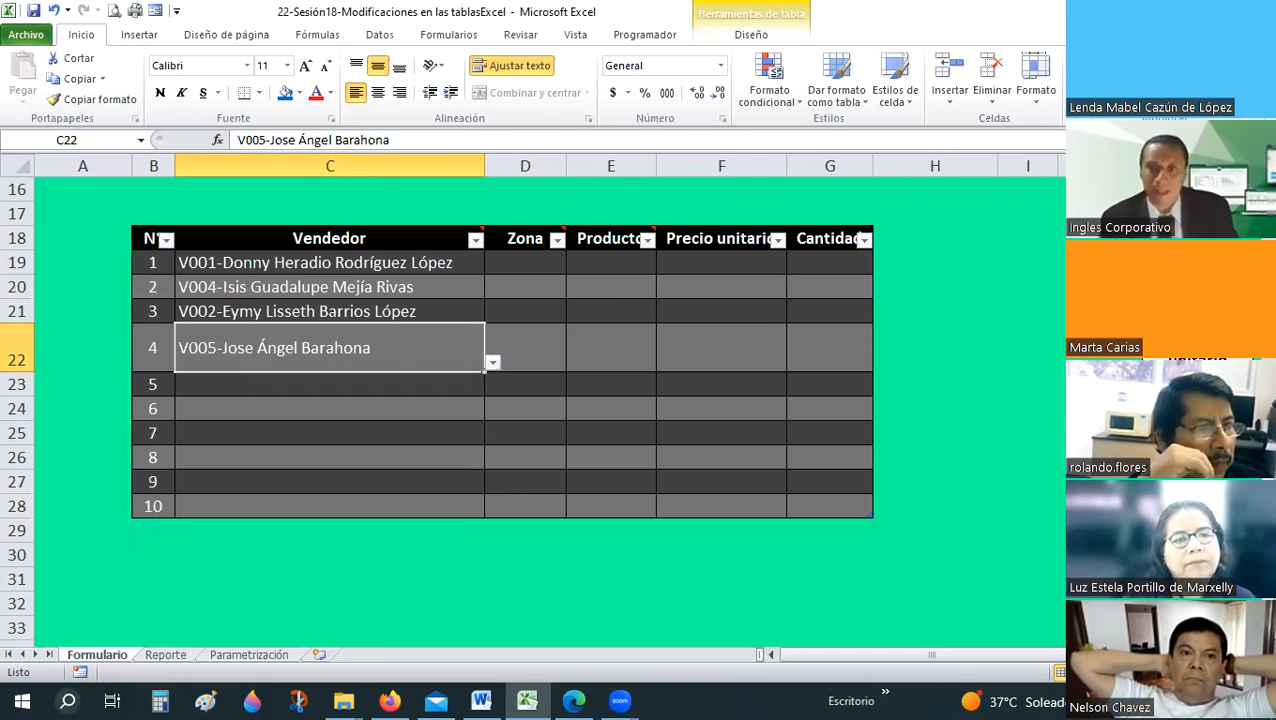 22-Sesión18-Modificaciones en las tablasExcel - Microsoft Excel
Herramientas de tabla
Archivo Inicio Insertar Diseño de página Fórmulas Datos Formularios Revisar Vista Programador Diseño
Pegar
Cortar
Copiar
Copiar formato
Portapapeles
Calibri 11
N K S
Fuente
Ajustar texto
Combinar y centrar
Alineación
General
$ % 000
Número
Formato condicional
Dar formato como tabla
Estilos de celda
Estilos
Insertar
Eliminar
Formato
Celdas
C22 fx V005-Jose Ángel Barahona
A B C D E F G H I
16
17
18 N° Vendedor Zona Producto Precio unitario Cantidad
19 1 V001-Donny Heradio Rodríguez López
20 2 V004-Isis Guadalupe Mejía Rivas
21 3 V002-Eymy Lisseth Barrios López
22 4 V005-Jose Ángel Barahona
23 5
24 6
25 7
26 8
27 9
28 10
29
30
31
32
33
Formulario Reporte Parametrización
Listo
Escritorio
37°C Soleado
zoom
Lenda Mabel Cazún de López
Ingles Corporativo
Marta Carias
rolando.flores
Luz Estela Portillo de Marxelly
Nelson Chavez